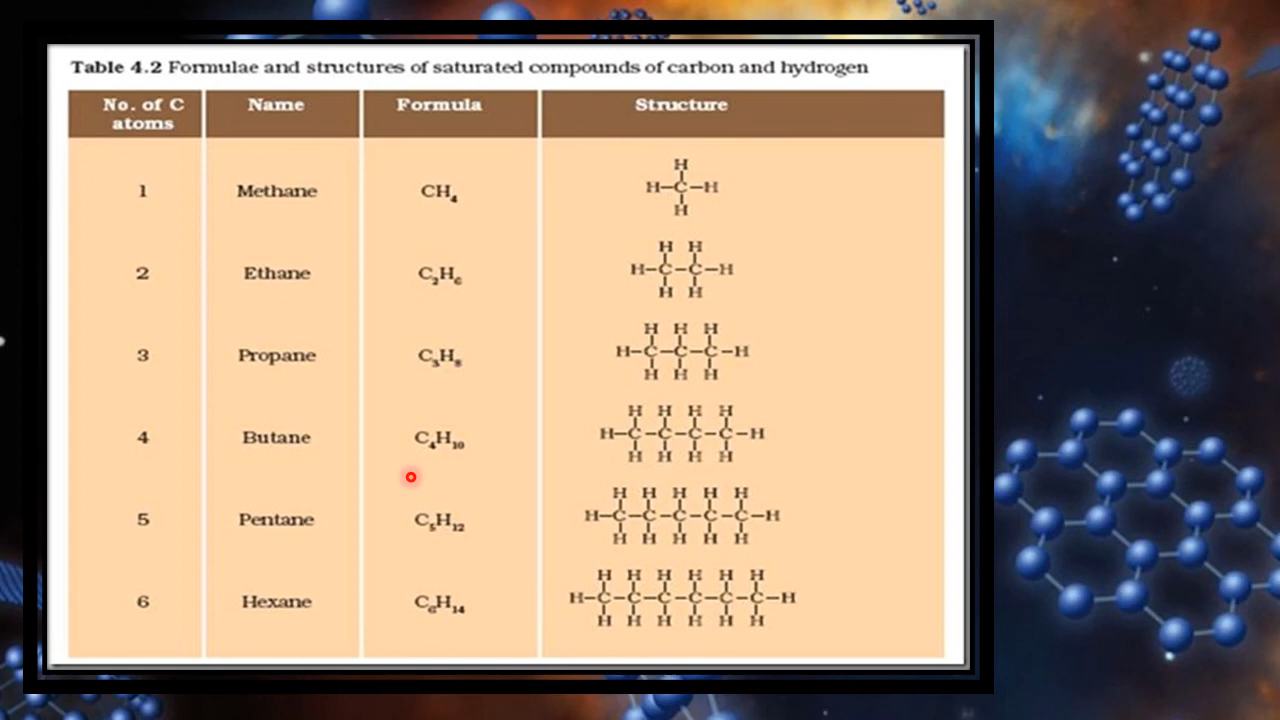 Table 4.2 Formulae and structures of saturated compounds of carbon and hydrogen
No. of C atoms Name Formula Structure
1 Methane CH₄
H
H–C–H
H
2 Ethane C₂H₆
H H
H–C–C–H
H H
3 Propane C₃H₈
H H H
H–C–C–C–H
H H H
4 Butane C₄H₁₀
H H H H
H–C–C–C–C–H
H H H H
5 Pentane C₅H₁₂
H H H H H
H–C–C–C–C–C–H
H H H H H
6 Hexane C₆H₁₄
H H H H H H
H–C–C–C–C–C–C–H
H H H H H H